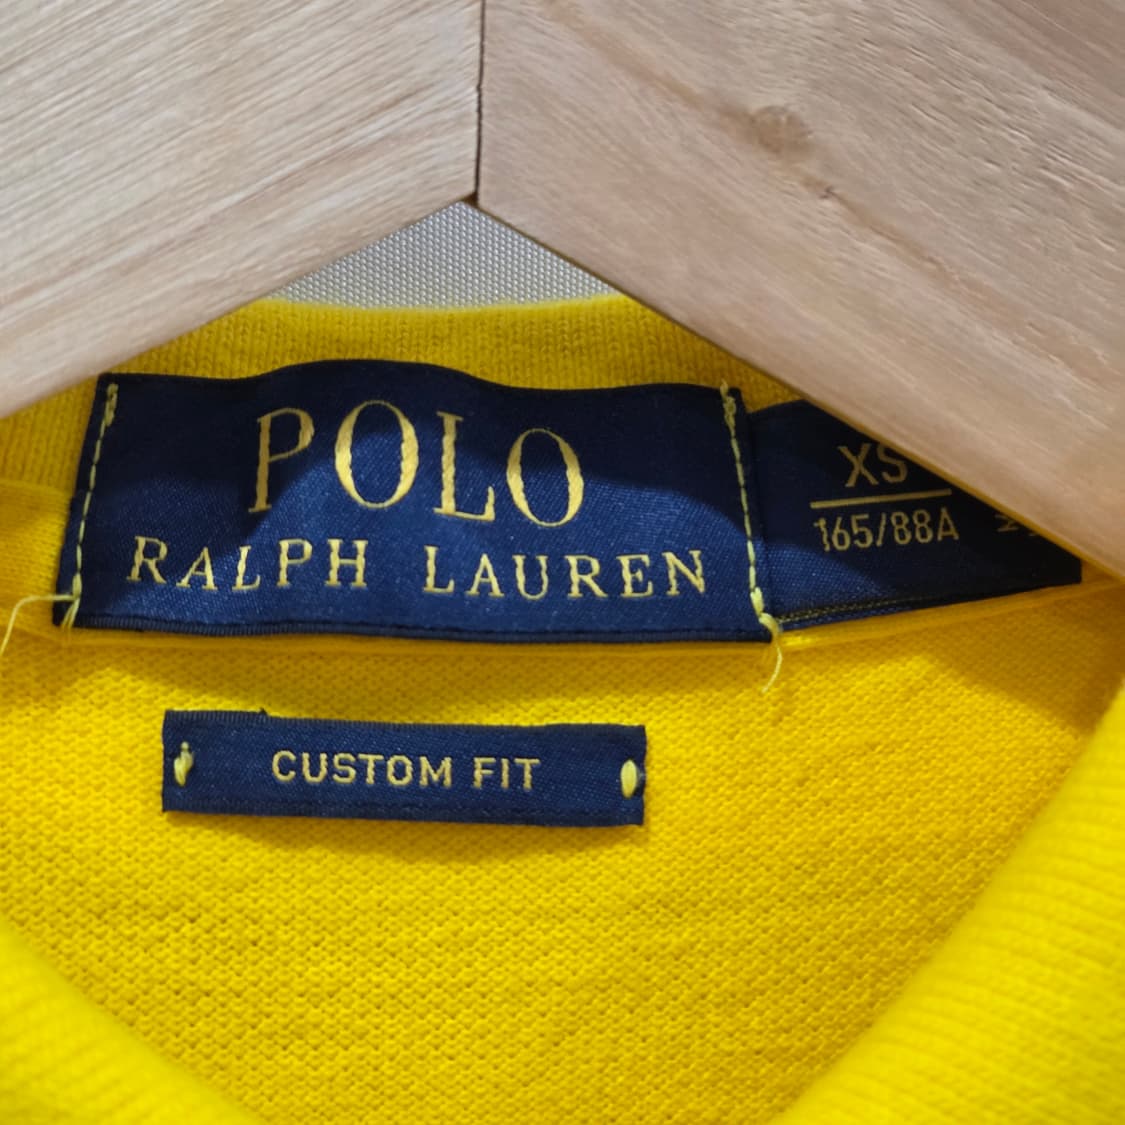 POLO
RALPH LAUREN
XS
165/88A
CUSTOM FIT